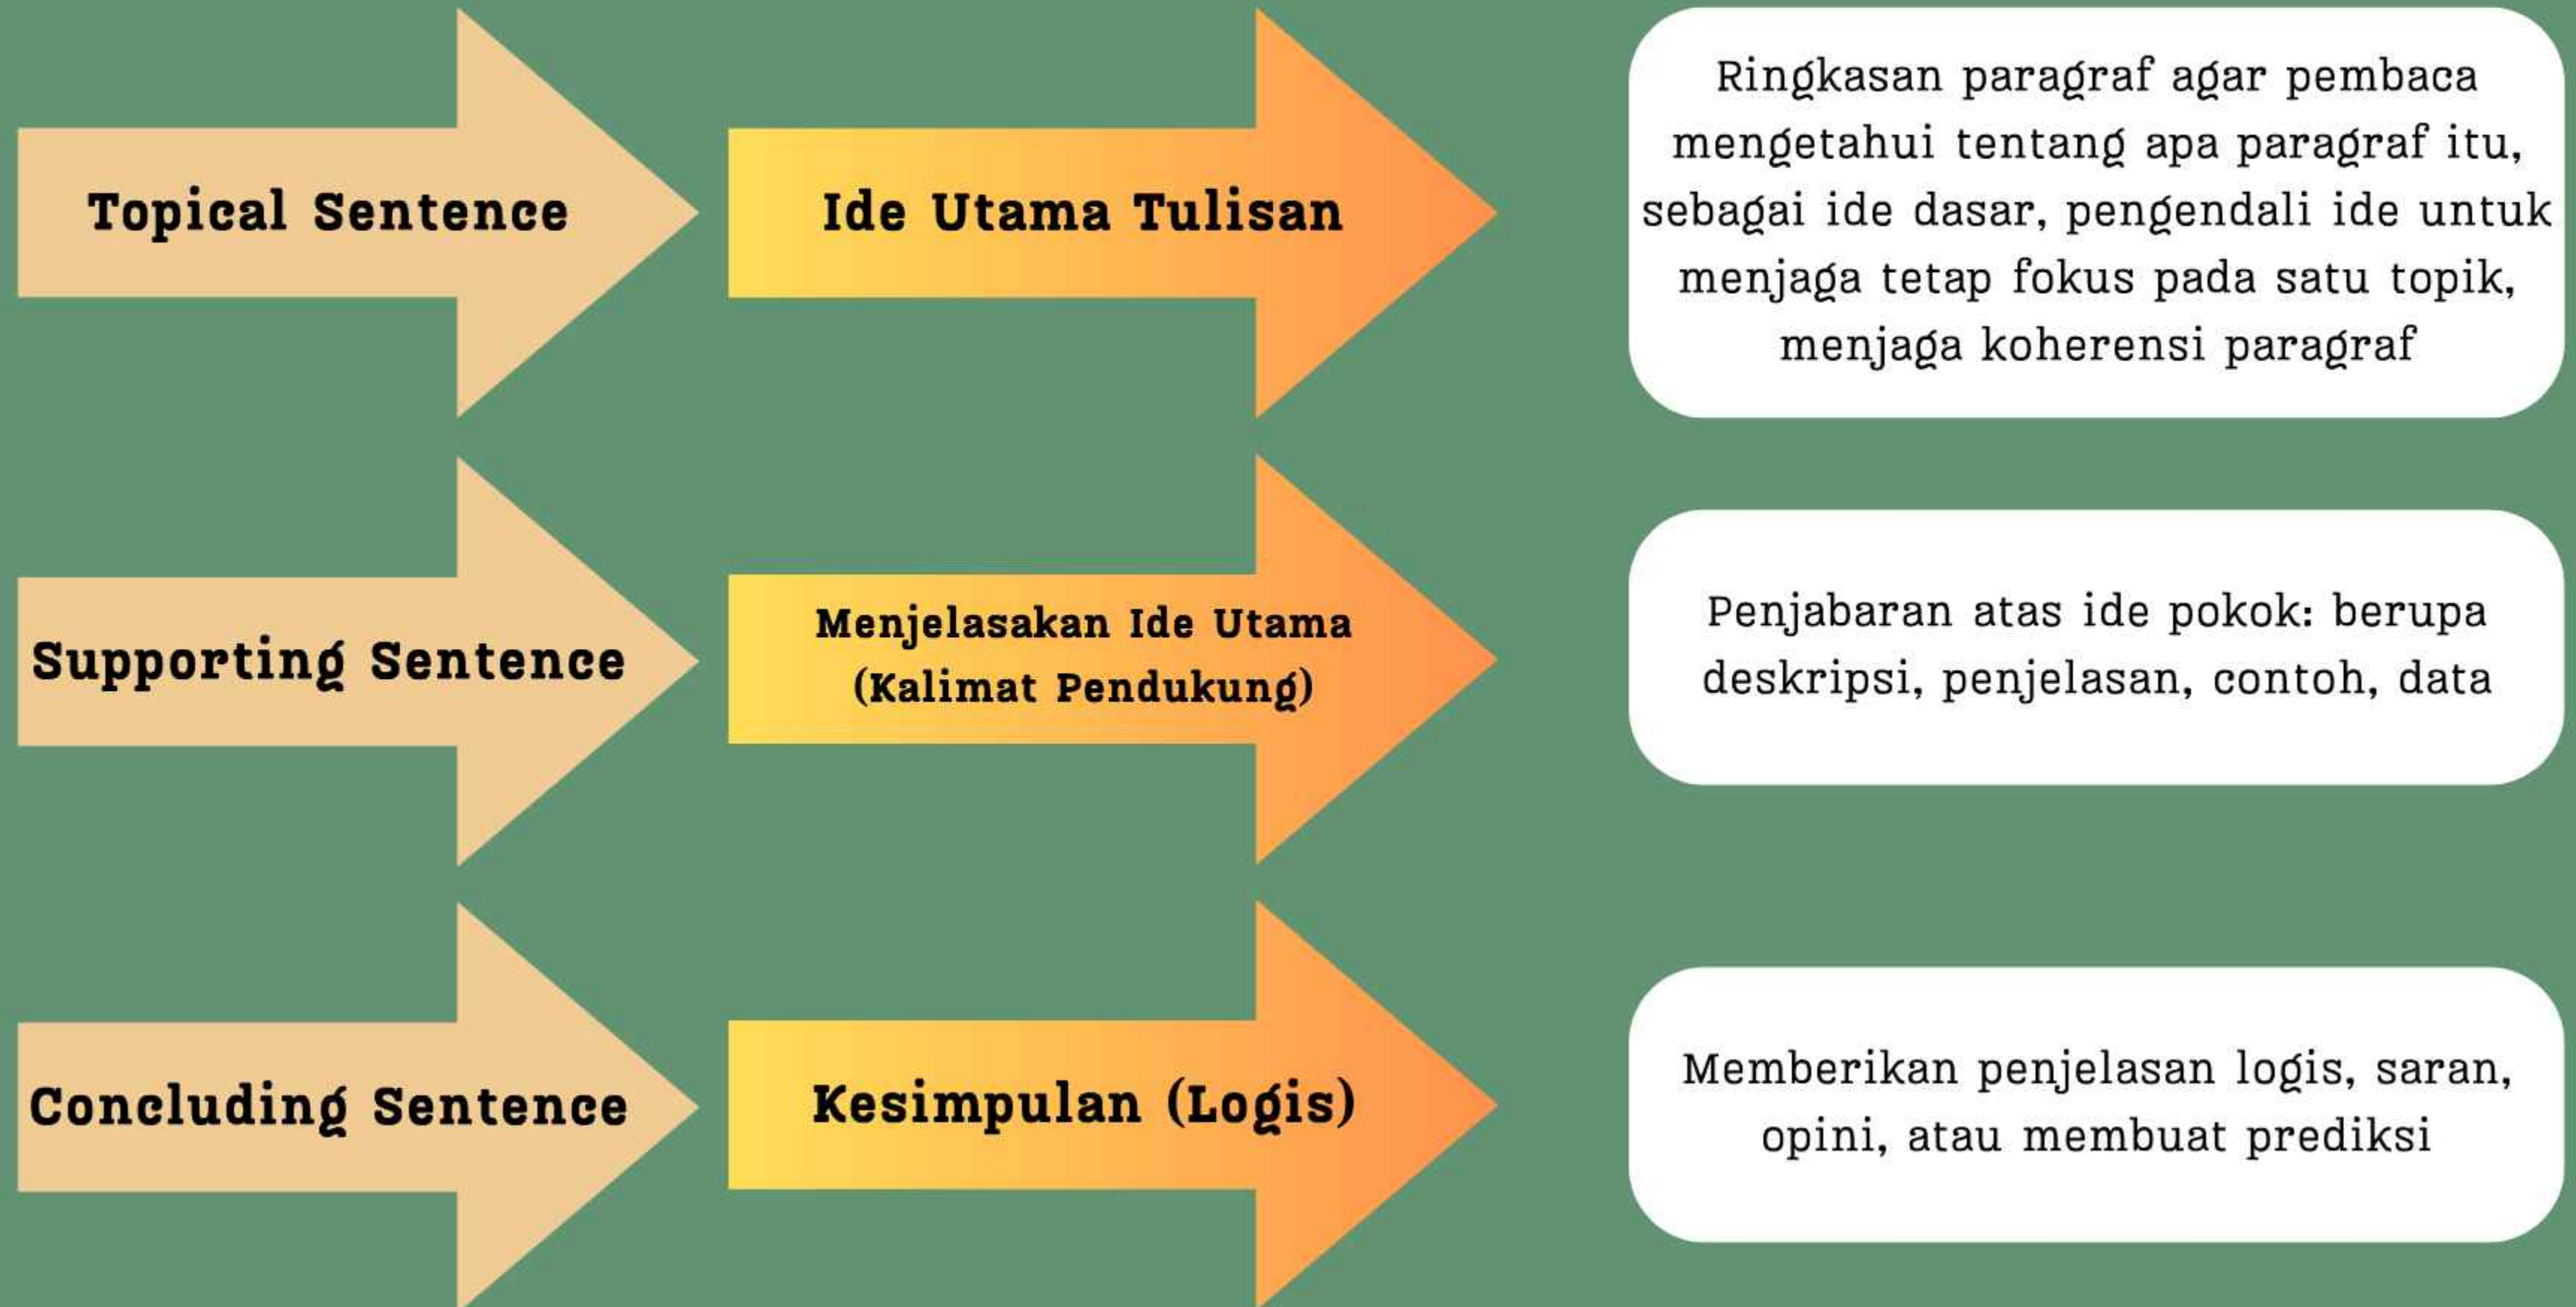 Topical Sentence
Ide Utama Tulisan
Ringkasan paragraf agar pembaca
mengetahui tentang apa paragraf itu,
sebagai ide dasar, pengendali ide untuk
menjaga tetap fokus pada satu topik,
menjaga koherensi paragraf
Supporting Sentence
Menjelasakan Ide Utama
(Kalimat Pendukung)
Penjabaran atas ide pokok: berupa
deskripsi, penjelasan, contoh, data
Concluding Sentence
Kesimpulan (Logis)
Memberikan penjelasan logis, saran,
opini, atau membuat prediksi